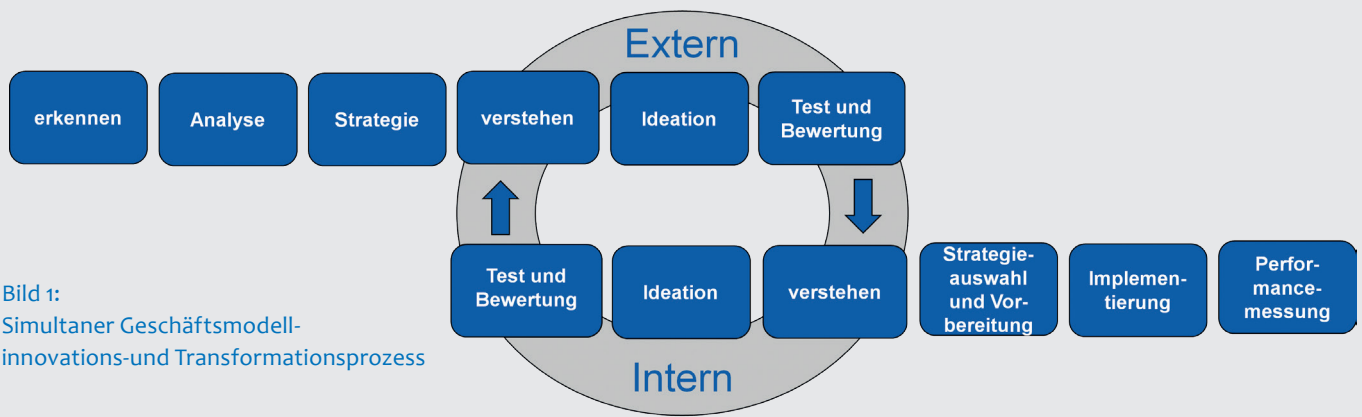 Extern
erkennen
Analyse
Strategie
verstehen
Ideation
Test und
Bewertung
Test und
Bewertung
Ideation
verstehen
Strategie-
auswahl
und Vor-
bereitung
Implemen-
tierung
Perfor-
mance-
messung
Intern
Bild 1:
Simultaner Geschäftsmodell-
innovations-und Transformationsprozess